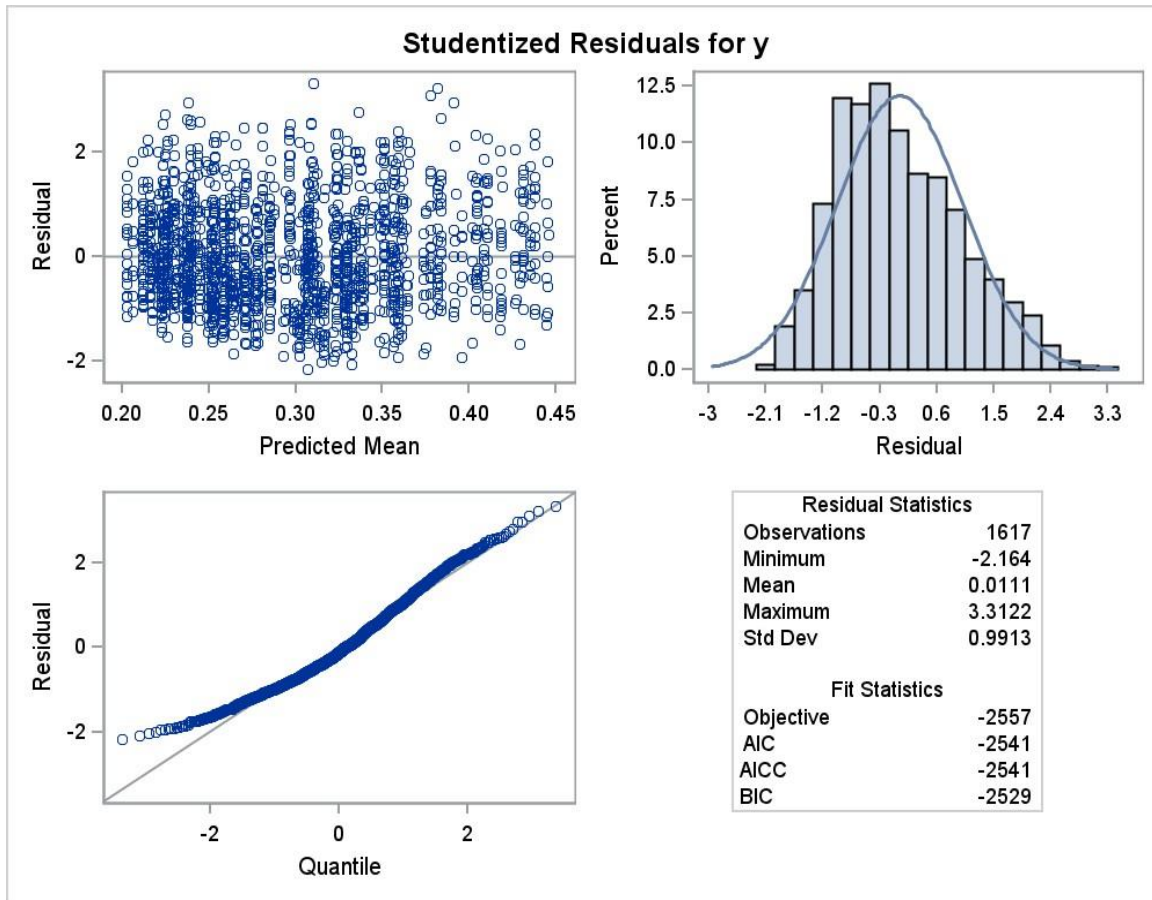 Studentized Residuals for y
Residual
2
0
-2
0.20 0.25 0.30 0.35 0.40 0.45
Predicted Mean
Percent
12.5
10.0
7.5
5.0
2.5
0.0
-3 -2.1 -1.2 -0.3 0.6 1.5 2.4 3.3
Residual
Residual
2
0
-2
-2 0 2
Quantile
Residual Statistics
Observations 1617
Minimum -2.164
Mean 0.0111
Maximum 3.3122
Std Dev 0.9913
Fit Statistics
Objective -2557
AIC -2541
AICC -2541
BIC -2529